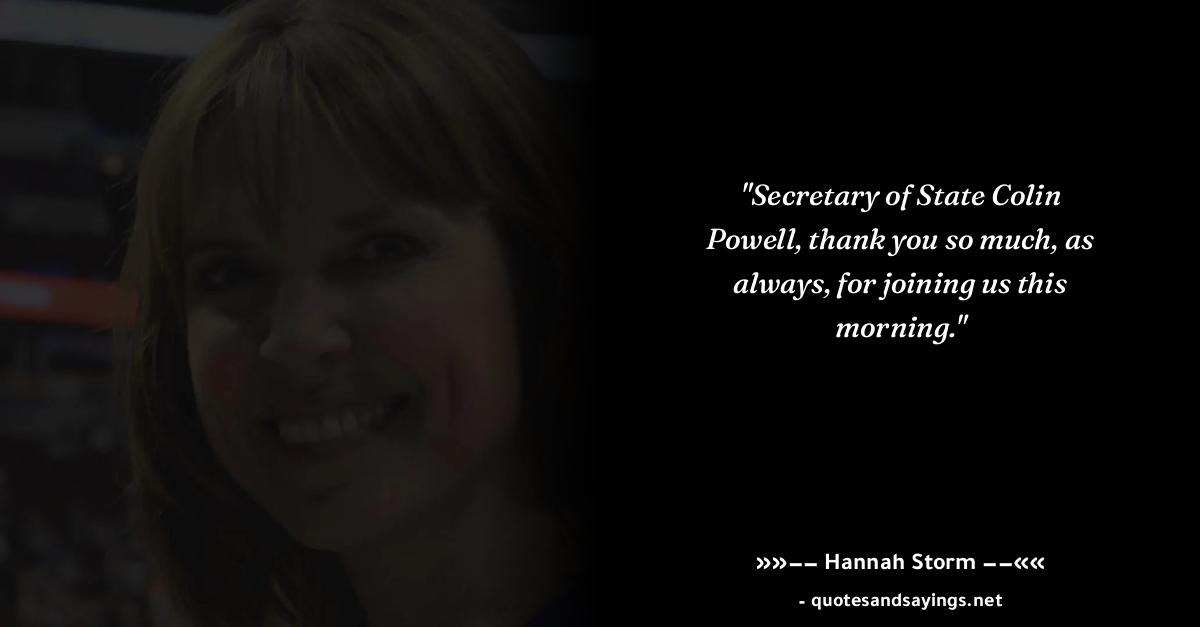 "Secretary of State Colin
Powell, thank you so much, as
always, for joining us this
morning."
»»−− Hannah Storm −−««
- quotesandsayings.net